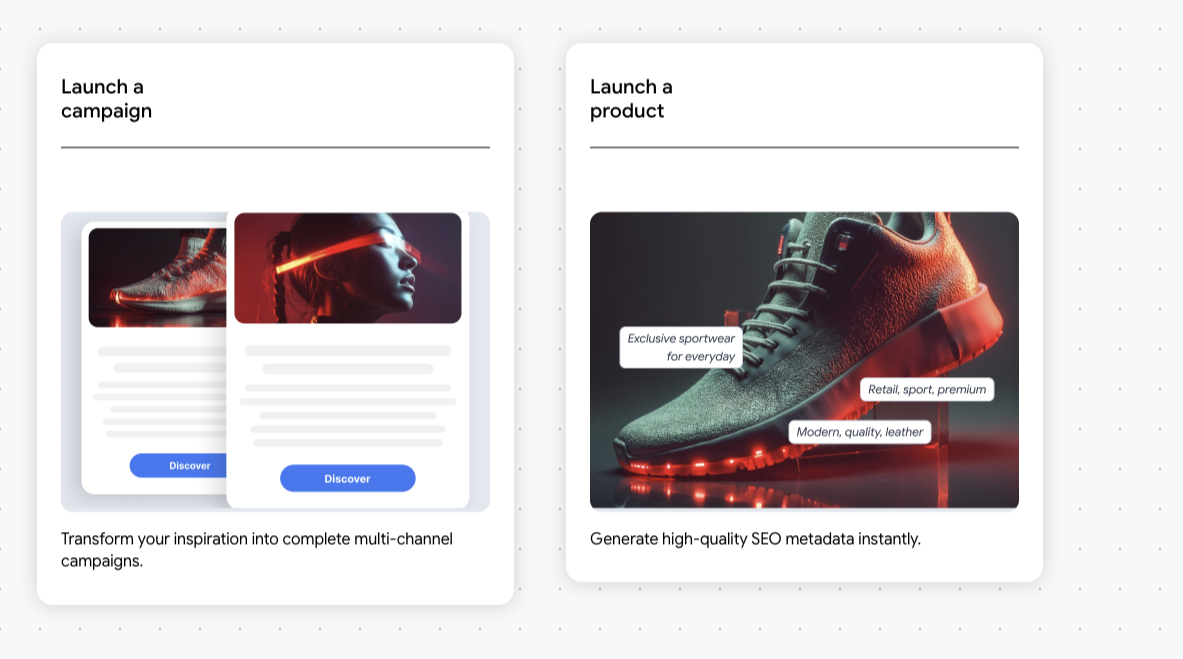 Launch a
campaign
Discover
Discover
Transform your inspiration into complete multi-channel
campaigns.
Launch a
product
Exclusive sportwear
for everyday
Retail, sport, premium
Modern, quality, leather
Generate high-quality SEO metadata instantly.